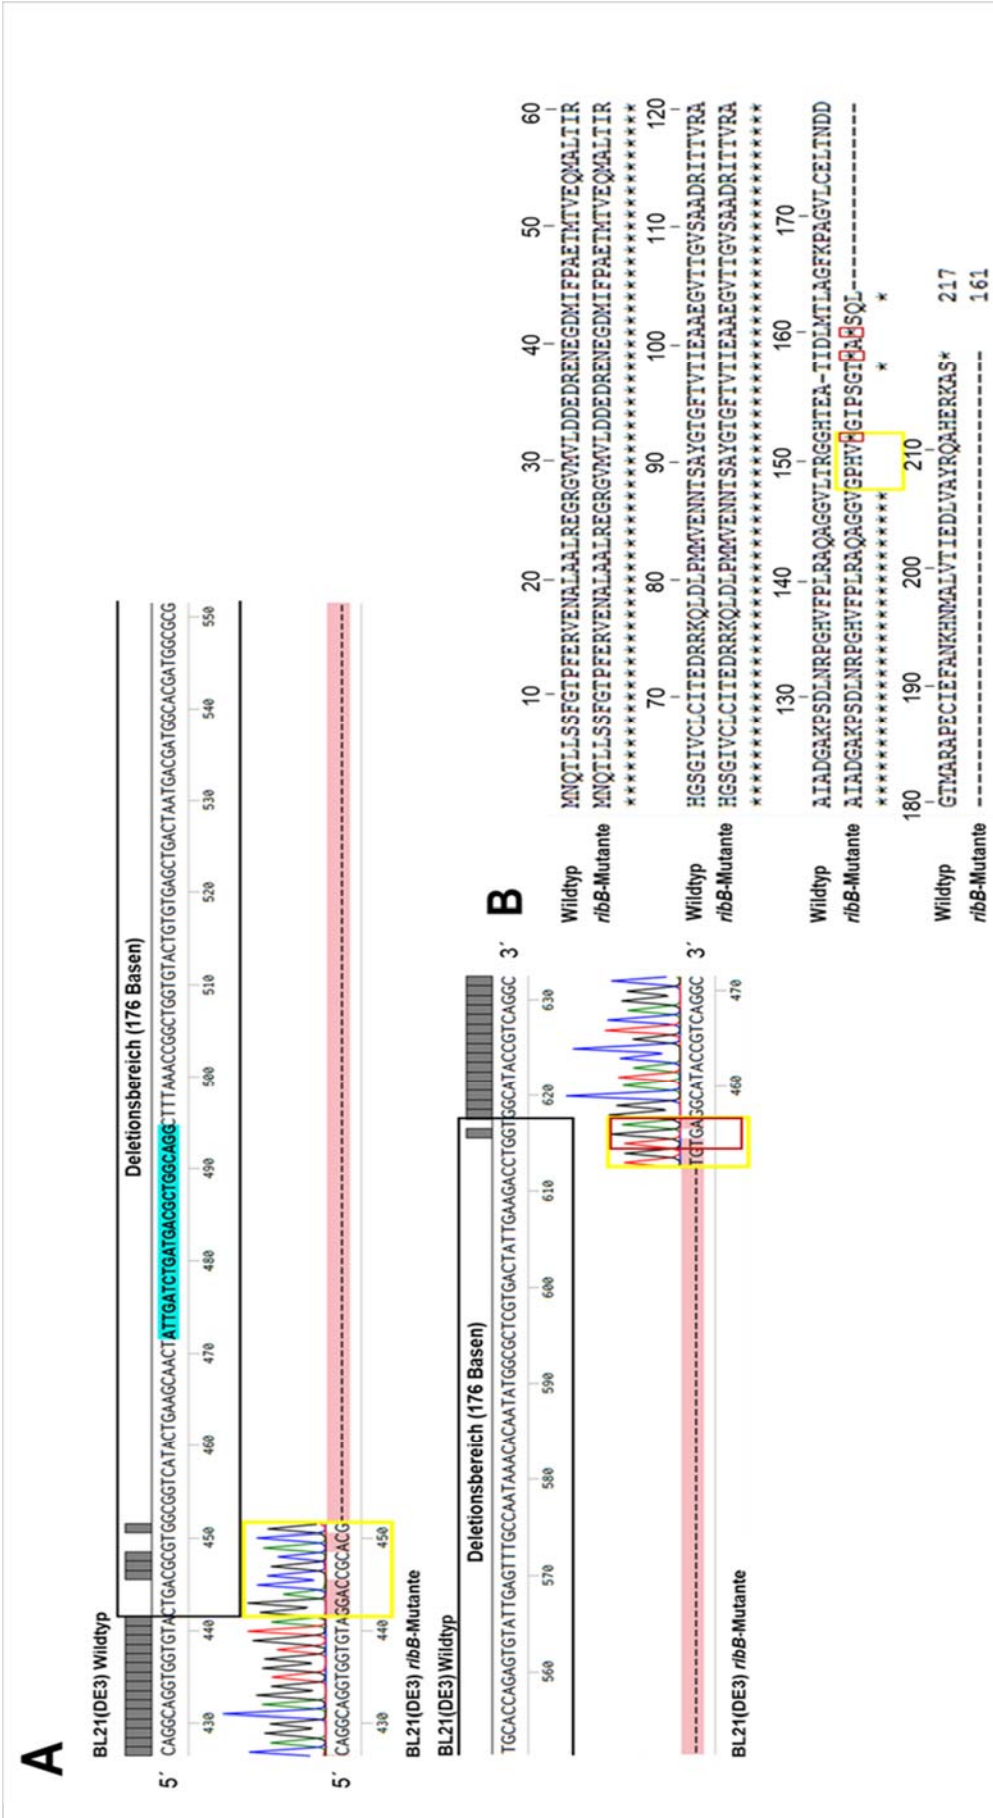 A
BL21(DE3) Wildtyp
Deletionsbereich (176 Basen)
5´ CAGGCAGGTGGTGTACTGACGCGTGGCGGTCATACTGAAGCAACTATTGATCTGATGACGCTGGCAGGCTTTAAACCGGCTGGTGTACTGTGTGAGCTGACTAATGACGATGGCACGATGGCGCG
430 440 450 460 470 480 490 500 510 520 530 540 550
5´ CAGGCAGGTGGTGTAGGACCGCACG
430 440 450
BL21(DE3) ribB-Mutante
BL21(DE3) Wildtyp
Deletionsbereich (176 Basen)
TGCACCAGAGTGTATTGAGTTTGCCAATAAACACAATATGGCGCTCGTGACTATTGAAGACCTGGTGGCATACCGTCAGGC 3´
560 570 580 590 600 610 620 630
TGTGAGGCATACCGTCAGGC 3´
460 470
BL21(DE3) ribB-Mutante
B
10 20 30 40 50 60
Wildtyp MNQTLLSSFGTPFERVENALAALREGRGVMVLDDEDRENEGDMIFPAETMTVEQMALTIR
ribB-Mutante MNQTLLSSFGTPFERVENALAALREGRGVMVLDDEDRENEGDMIFPAETMTVEQMALTIR
************************************************************
70 80 90 100 110 120
Wildtyp HGSGIVCLCITEDRRKQLDLPMMVENNTSAYGTGFTVTIEAAEGVTTGVSAADRITTVRA
ribB-Mutante HGSGIVCLCITEDRRKQLDLPMMVENNTSAYGTGFTVTIEAAEGVTTGVSAADRITTVRA
************************************************************
130 140 150 160 170
Wildtyp AIADGAKPSDLNRPGHVFPLRAQAGGVLTRGGHTEA-TIDLMTLAGFKPAGVLCELTNDD
ribB-Mutante AIADGAKPSDLNRPGHVFPLRAQAGGVGPHV*GIPSGT*A*SQL----------------
*************************** * *
180 190 200 210
Wildtyp GTMARAPECIEFANKHNMALVTIEDLVAYRQAHERKAS* 217
ribB-Mutante --------------------------------------- 161